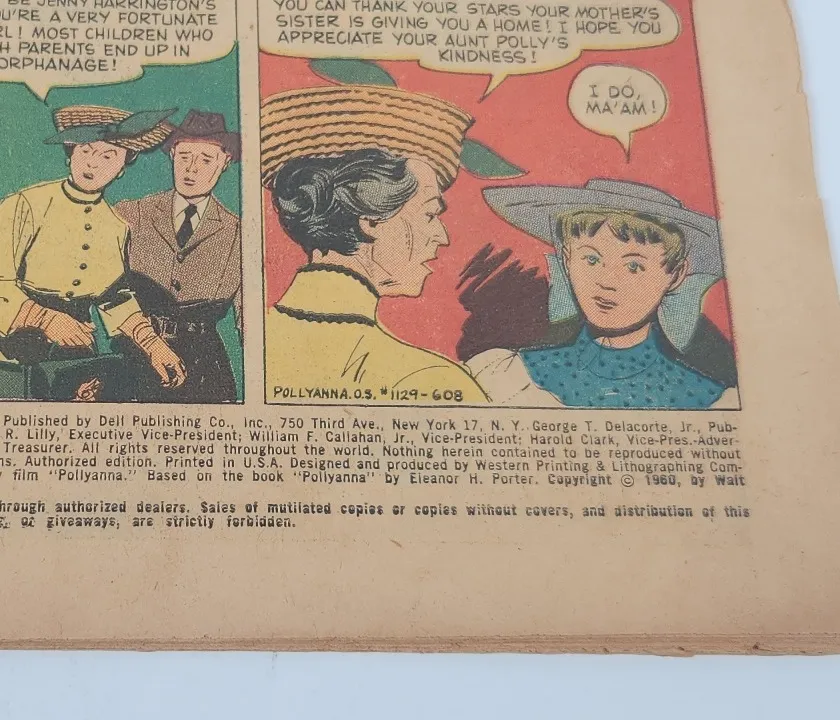 BE JENNY HARRINGTON'S
U'RE A VERY FORTUNATE
RL! MOST CHILDREN WHO
H PARENTS END UP IN
ORPHANAGE!
YOU CAN THANK YOUR STARS YOUR MOTHER'S
SISTER IS GIVING YOU A HOME! I HOPE YOU
APPRECIATE YOUR AUNT POLLY'S
KINDNESS!
I DO,
MA'AM!
POLLYANNA.O.S. #1129-608
Published by Dell Publishing Co., Inc., 750 Third Ave., New York 17, N. Y. George T. Delacorte, Jr., Pub-
R. Lilly, Executive Vice-President; William F. Callahan, Jr., Vice-President; Harold Clark, Vice-Pres.-Adver-
Treasurer. All rights reserved throughout the world. Nothing herein contained to be reproduced without
ns. Authorized edition. Printed in U.S.A. Designed and produced by Western Printing & Lithographing Com-
film "Pollyanna." Based on the book "Pollyanna" by Eleanor H. Porter. Copyright © 1960, by Walt
hrough authorized dealers. Sales of mutilated copies or copies without covers, and distribution of this
or giveaways, are strictly forbidden.